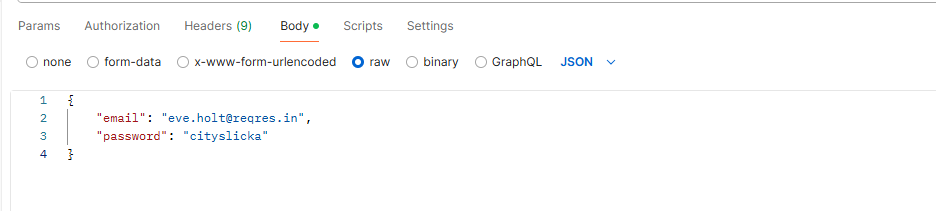 Params Authorization Headers (9) Body Scripts Settings
none form-data x-www-form-urlencoded raw binary GraphQL JSON
1 {
2 "email": "eve.holt@reqres.in",
3 "password": "cityslicka"
4 }